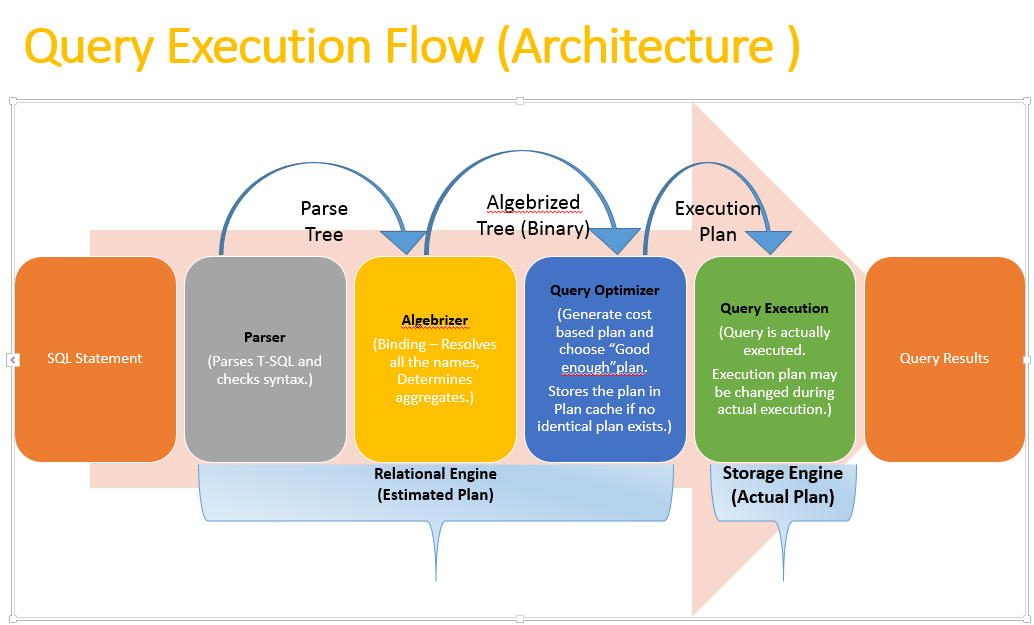 Query Execution Flow (Architecture )
Parse
Tree
Algebrized
Tree (Binary)
Execution
Plan
SQL Statement
Parser
(Parses T-SQL and
checks syntax.)
Algebrizer
(Binding – Resolves
all the names,
Determines
aggregates.)
Query Optimizer
(Generate cost
based plan and
choose “Good
enough”plan.
Stores the plan in
Plan cache if no
identical plan exists.)
Query Execution
(Query is actually
executed.
Execution plan may
be changed during
actual execution.)
Query Results
Relational Engine
(Estimated Plan)
Storage Engine
(Actual Plan)